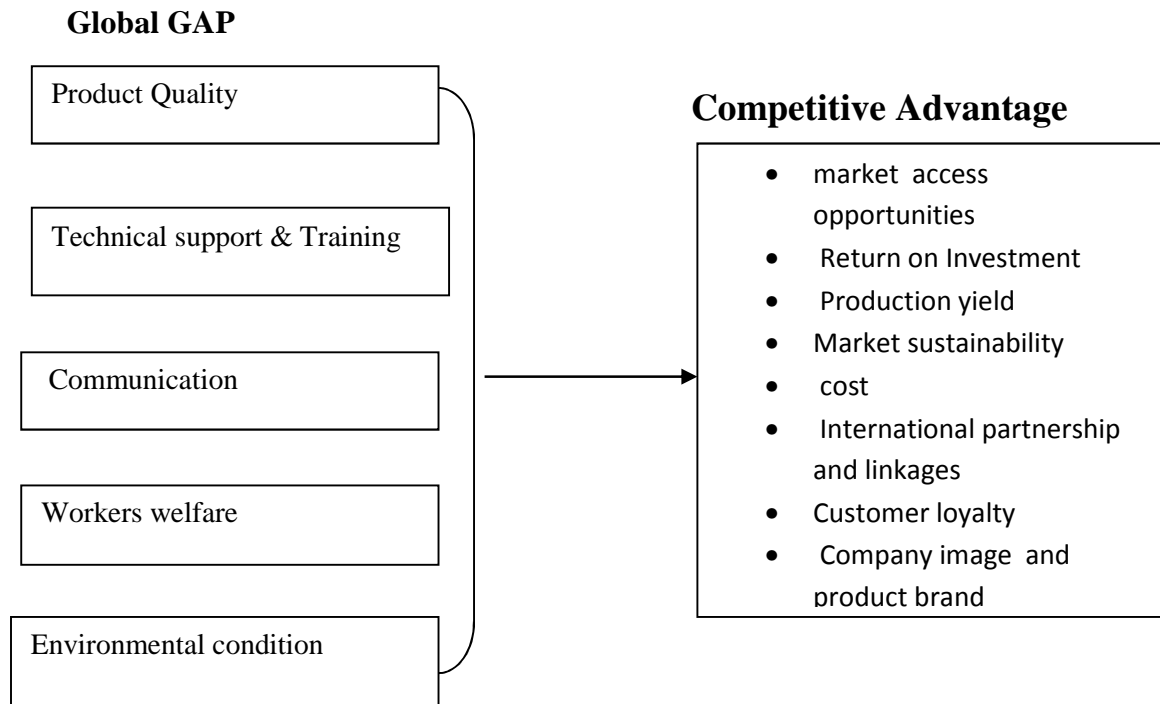 Global GAP
Product Quality
Technical support & Training
Communication
Workers welfare
Environmental condition
Competitive Advantage
• market access
opportunities
• Return on Investment
• Production yield
• Market sustainability
• cost
• International partnership
and linkages
• Customer loyalty
• Company image and
product brand